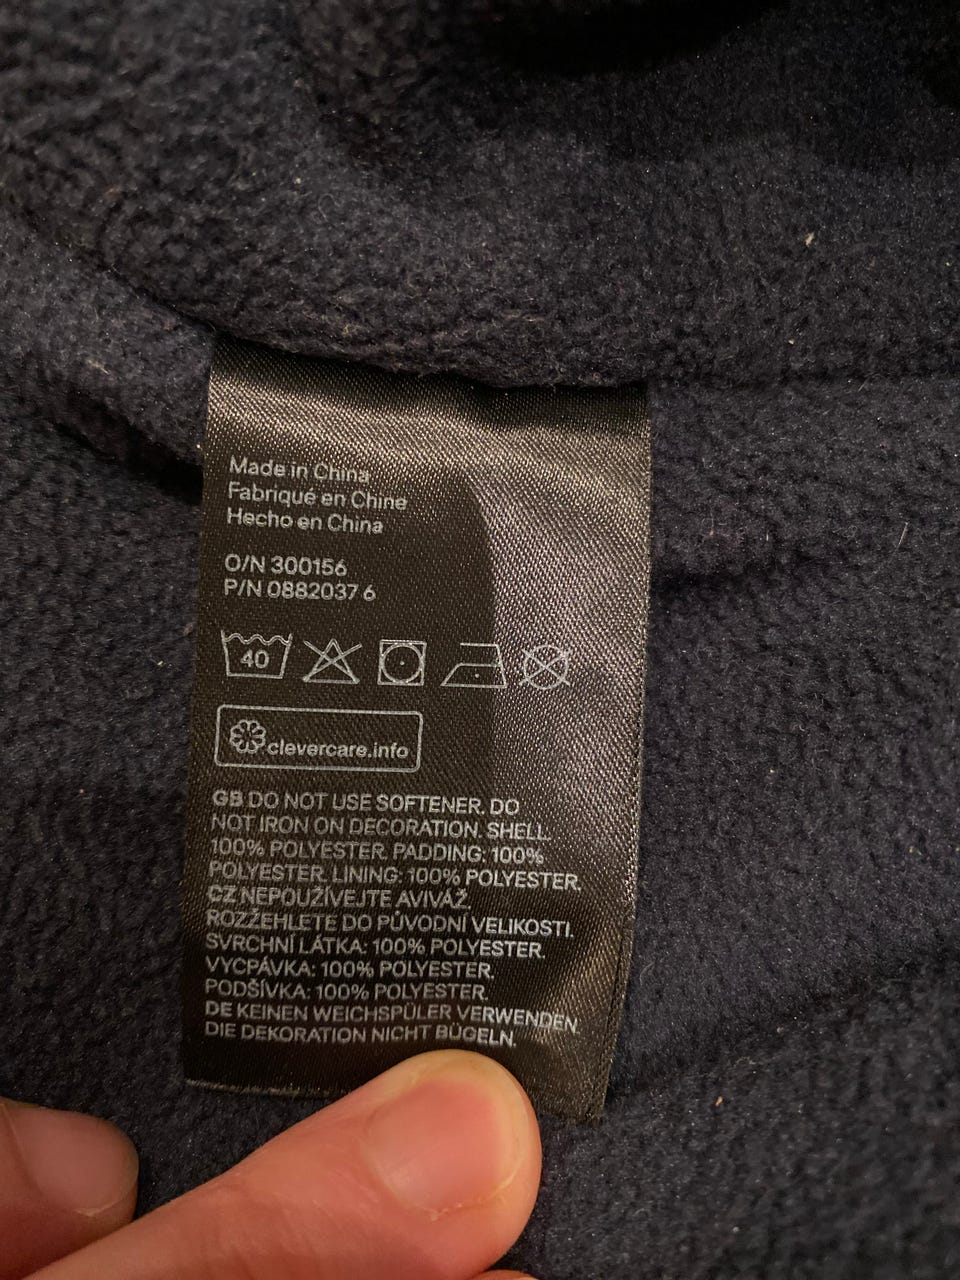 Made in China
Fabriqué en Chine
Hecho en China
O/N 300156
P/N 0882037 6
40
clevercare.info
GB DO NOT USE SOFTENER. DO
NOT IRON ON DECORATION. SHELL:
100% POLYESTER. PADDING: 100%
POLYESTER. LINING: 100% POLYESTER.
CZ NEPOUŽÍVEJTE AVIVÁŽ.
ROZŽEHLETE DO PŮVODNÍ VELIKOSTI.
SVRCHNÍ LÁTKA: 100% POLYESTER.
VYCPÁVKA: 100% POLYESTER.
PODŠÍVKA: 100% POLYESTER.
DE KEINEN WEICHSPÜLER VERWENDEN.
DIE DEKORATION NICHT BÜGELN.